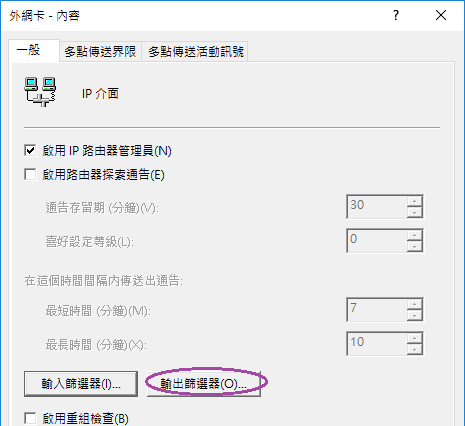 外網卡 - 內容
一般 多點傳送界限 多點傳送活動訊號
IP 介面
啟用 IP 路由器管理員(N)
啟用路由器探索通告(E)
通告存留期 (分鐘)(V): 30
喜好設定等級(L): 0
在這個時間間隔內傳送出通告:
最短時間 (分鐘)(M): 7
最長時間 (分鐘)(X): 10
輸入篩選器(I)... 輸出篩選器(O)...
啟用重組檢查(B)